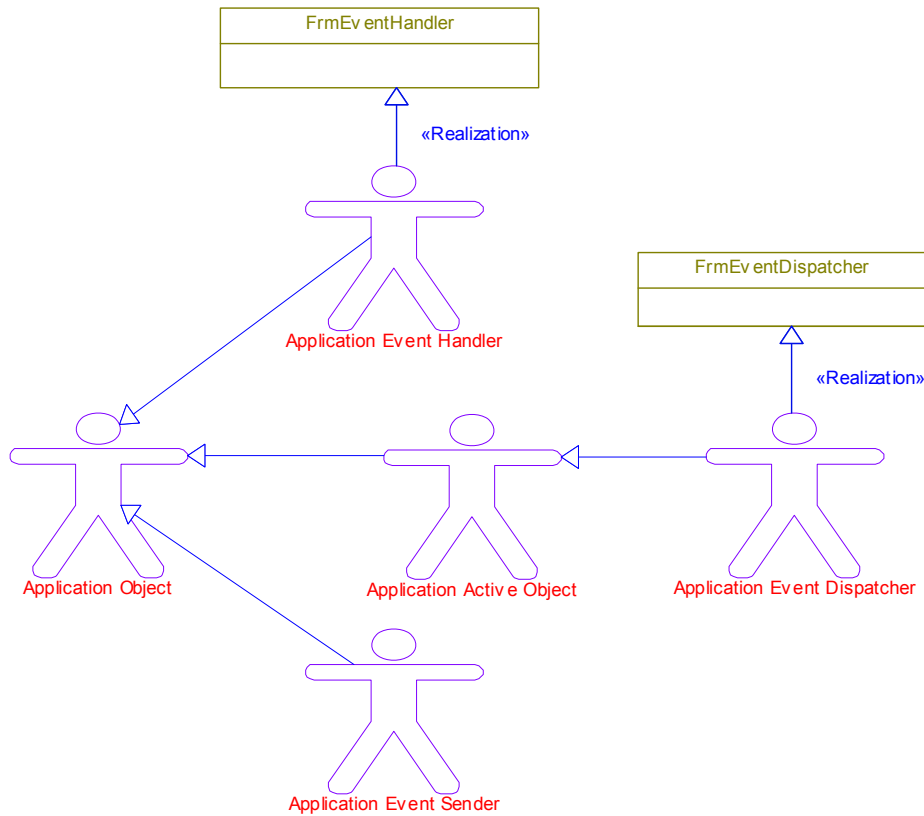 FrmEventHandler
«Realization»
Application Event Handler
FrmEventDispatcher
«Realization»
Application Object
Application Active Object
Application Event Dispatcher
Application Event Sender